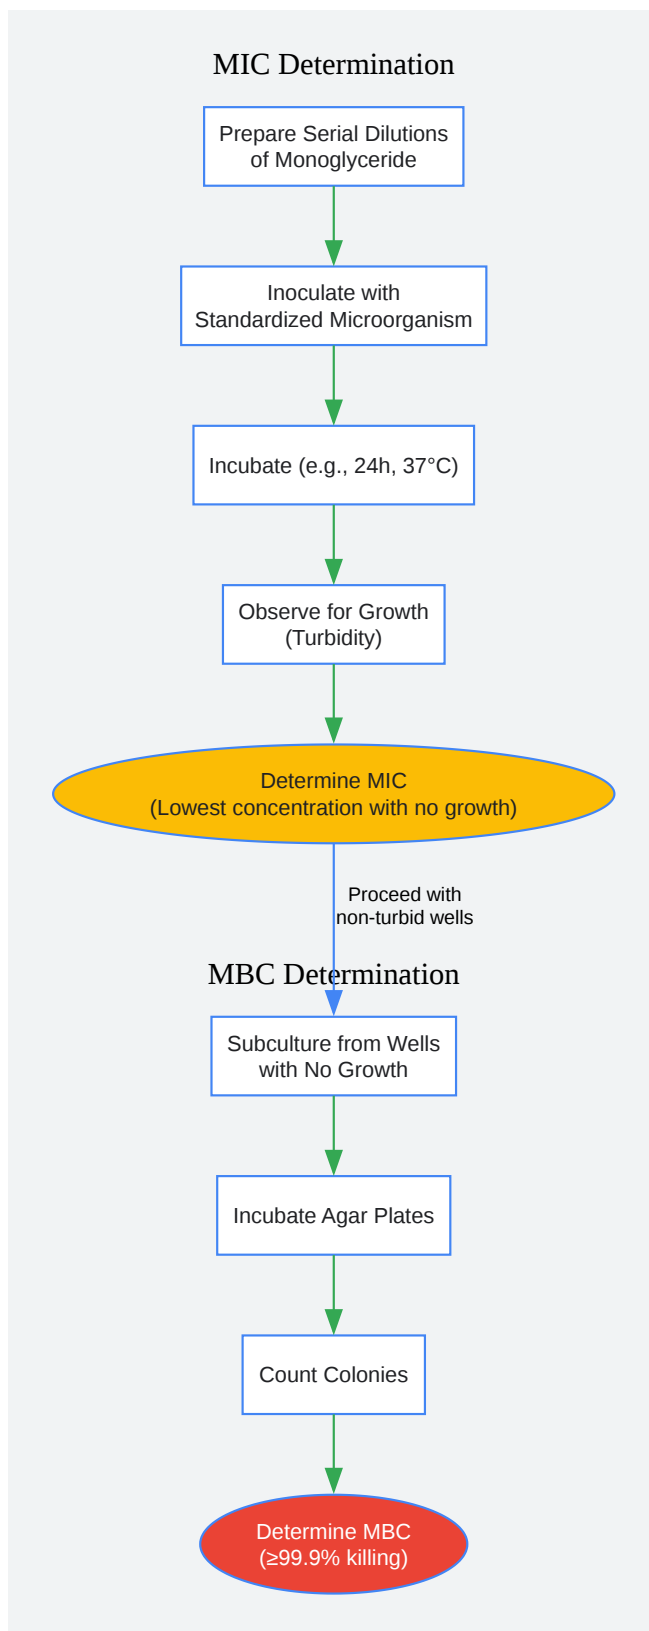 MIC Determination
Prepare Serial Dilutions
of Monoglyceride
Inoculate with
Standardized Microorganism
Incubate (e.g., 24h, 37°C)
Observe for Growth
(Turbidity)
Determine MIC
(Lowest concentration with no growth)
Proceed with
non-turbid wells
MBC Determination
Subculture from Wells
with No Growth
Incubate Agar Plates
Count Colonies
Determine MBC
(≥99.9% killing)